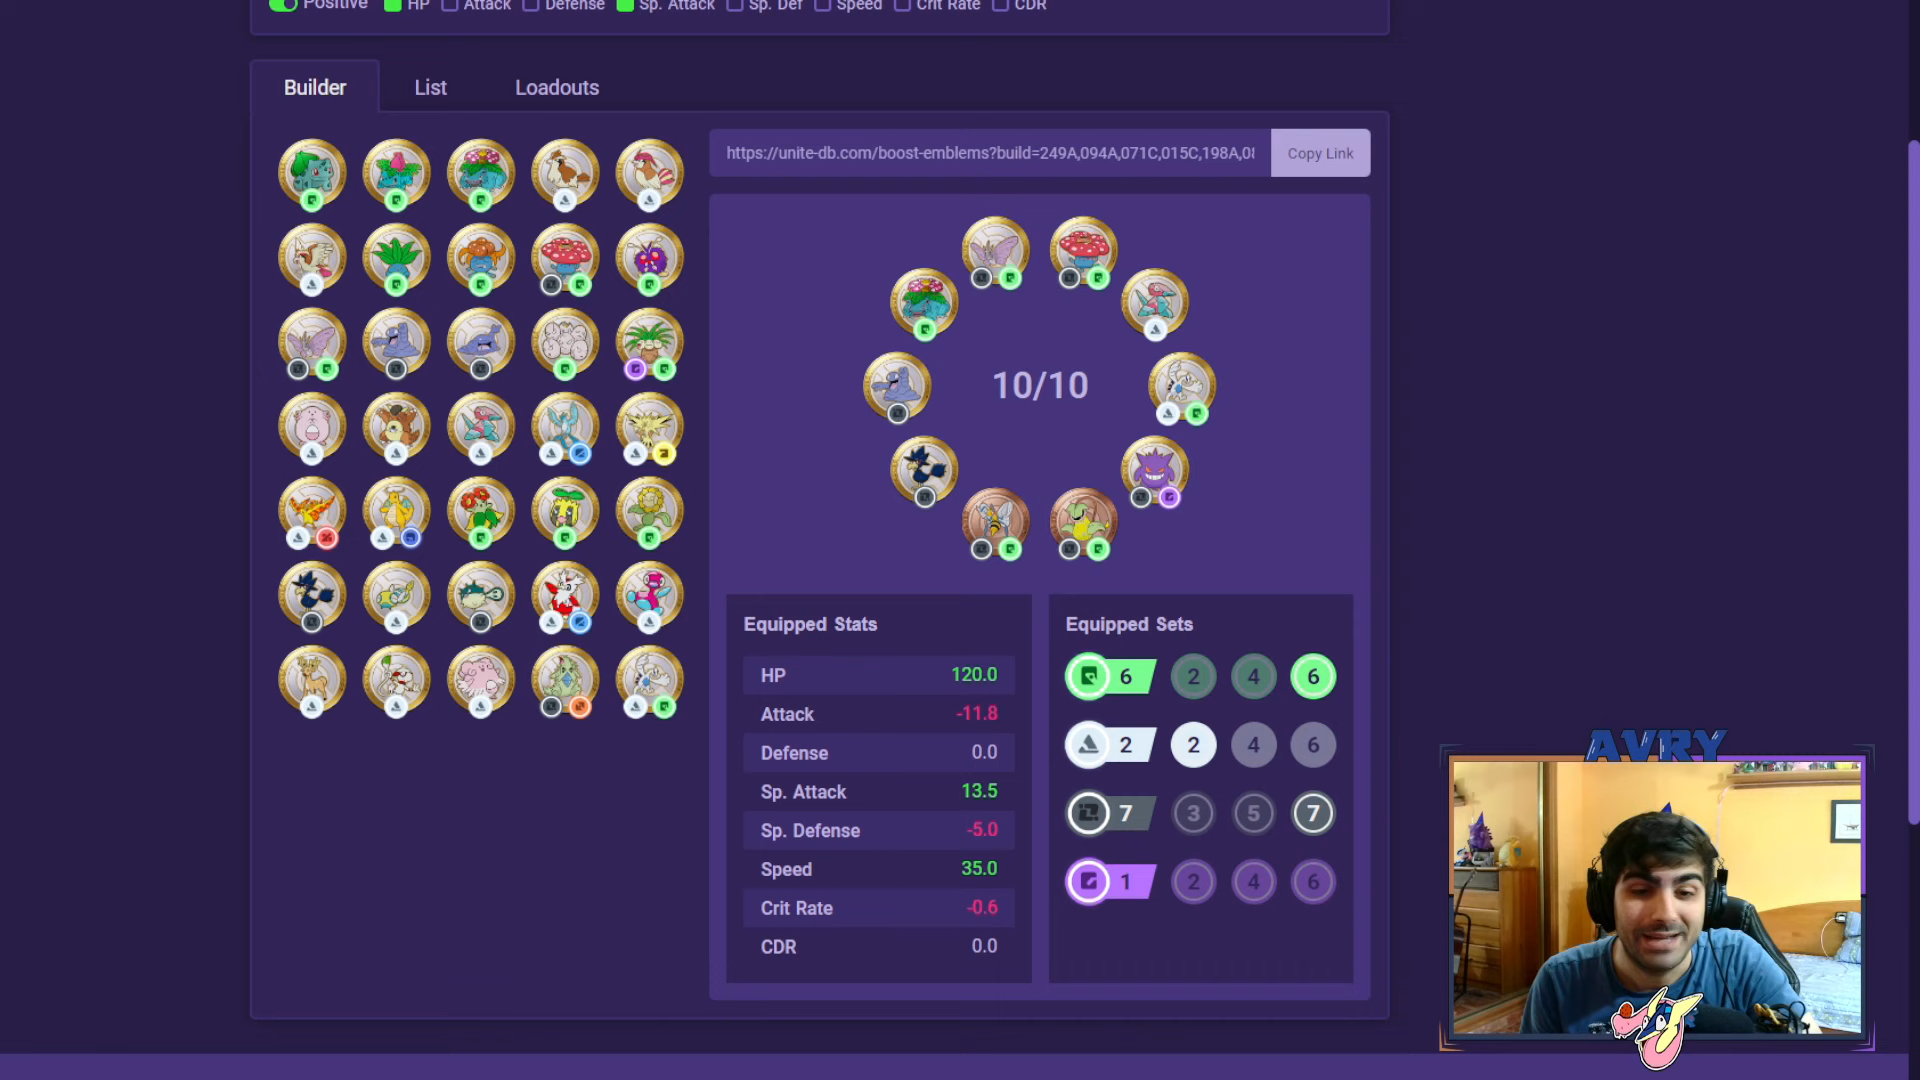 Positive HP Attack Defense Sp. Attack Sp. Def Speed Crit Rate CDR
Builder List Loadouts
https://unite-db.com/boost-emblems?build=249A,094A,071C,015C,198A,08 Copy Link
10/10
Equipped Stats
HP 120.0
Attack -11.8
Defense 0.0
Sp. Attack 13.5
Sp. Defense -5.0
Speed 35.0
Crit Rate -0.6
CDR 0.0
Equipped Sets
6 2 4 6
2 2 4 6
7 3 5 7
1 2 4 6
AVRY